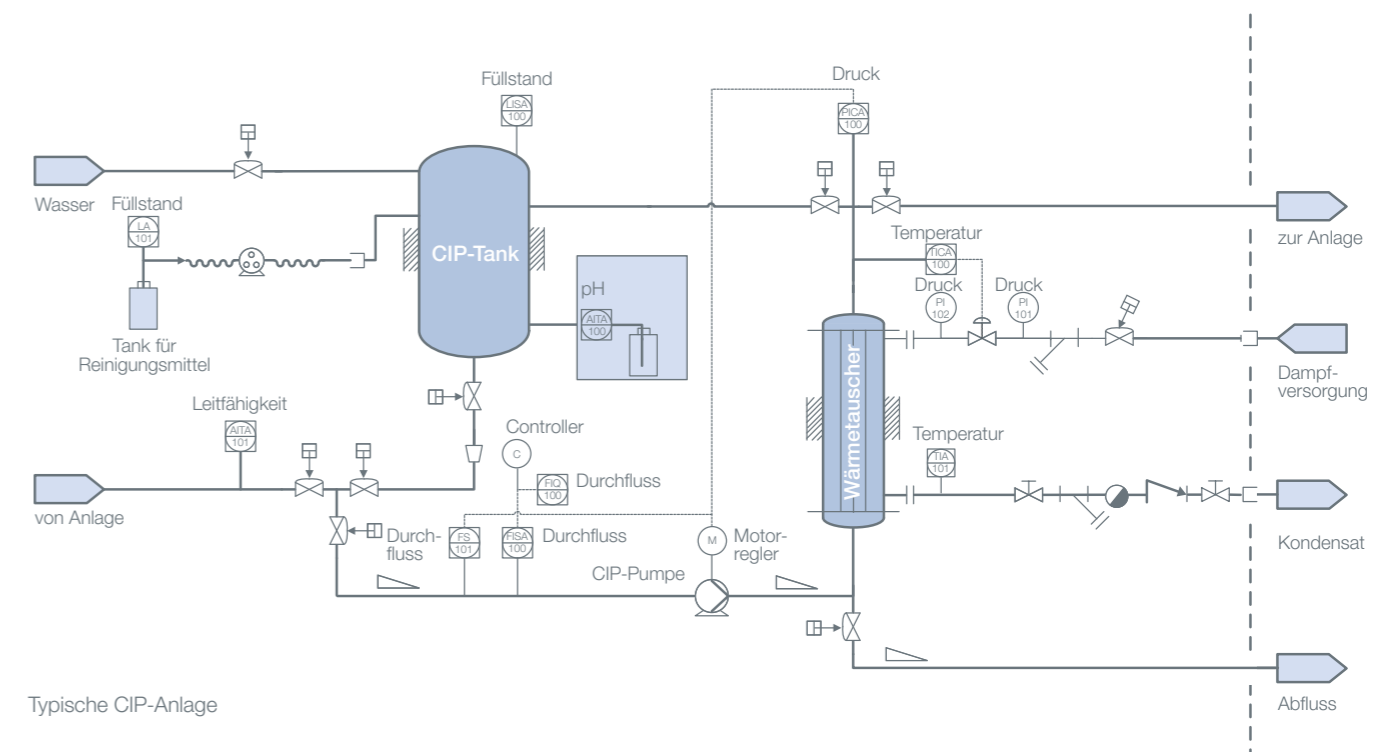 Füllstand
LISA
100
Druck
PICA
100
Wasser
Füllstand
LA
101
CIP-Tank
zur Anlage
Temperatur
TICA
100
pH
AITA
100
Druck
PI
102
Druck
PI
101
Tank für
Reinigungsmittel
Wärmetauscher
Dampf-
versorgung
Leitfähigkeit
AITA
101
Controller
C
FIQ
100
Durchfluss
Temperatur
TIA
101
von Anlage
Durch-
fluss
FS
101
FISA
100
Durchfluss
M
Motor-
regler
Kondensat
CIP-Pumpe
Typische CIP-Anlage
Abfluss